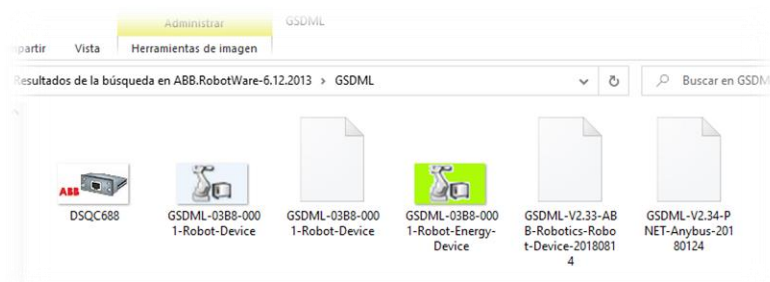 Administrar
GSDML
Vista
Herramientas de imagen
Resultados de la búsqueda en ABB.RobotWare-6.12.2013 › GSDML
Buscar en GSDM
ABB
DSQC688
GSDML-03B8-000
1-Robot-Device
GSDML-03B8-000
1-Robot-Device
GSDML-03B8-000
1-Robot-Energy-
Device
GSDML-V2.33-AB
B-Robotics-Robo
t-Device-2018081
4
GSDML-V2.34-P
NET-Anybus-201
80124